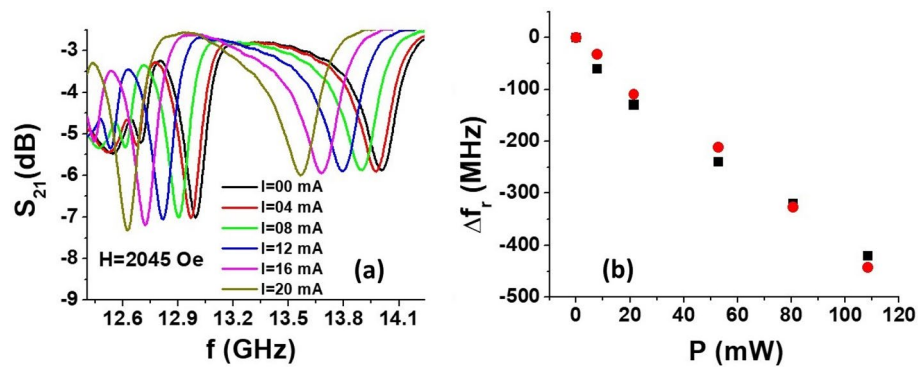 -3
-4
-5
-6
-7
-8
-9
S21(dB)
I=00 mA
I=04 mA
I=08 mA
I=12 mA
I=16 mA
I=20 mA
H=2045 Oe
(a)
12.6 12.9 13.2 13.5 13.8 14.1
f (GHz)
0
-100
-200
-300
-400
-500
Δfr (MHz)
(b)
0 20 40 60 80 100 120
P (mW)